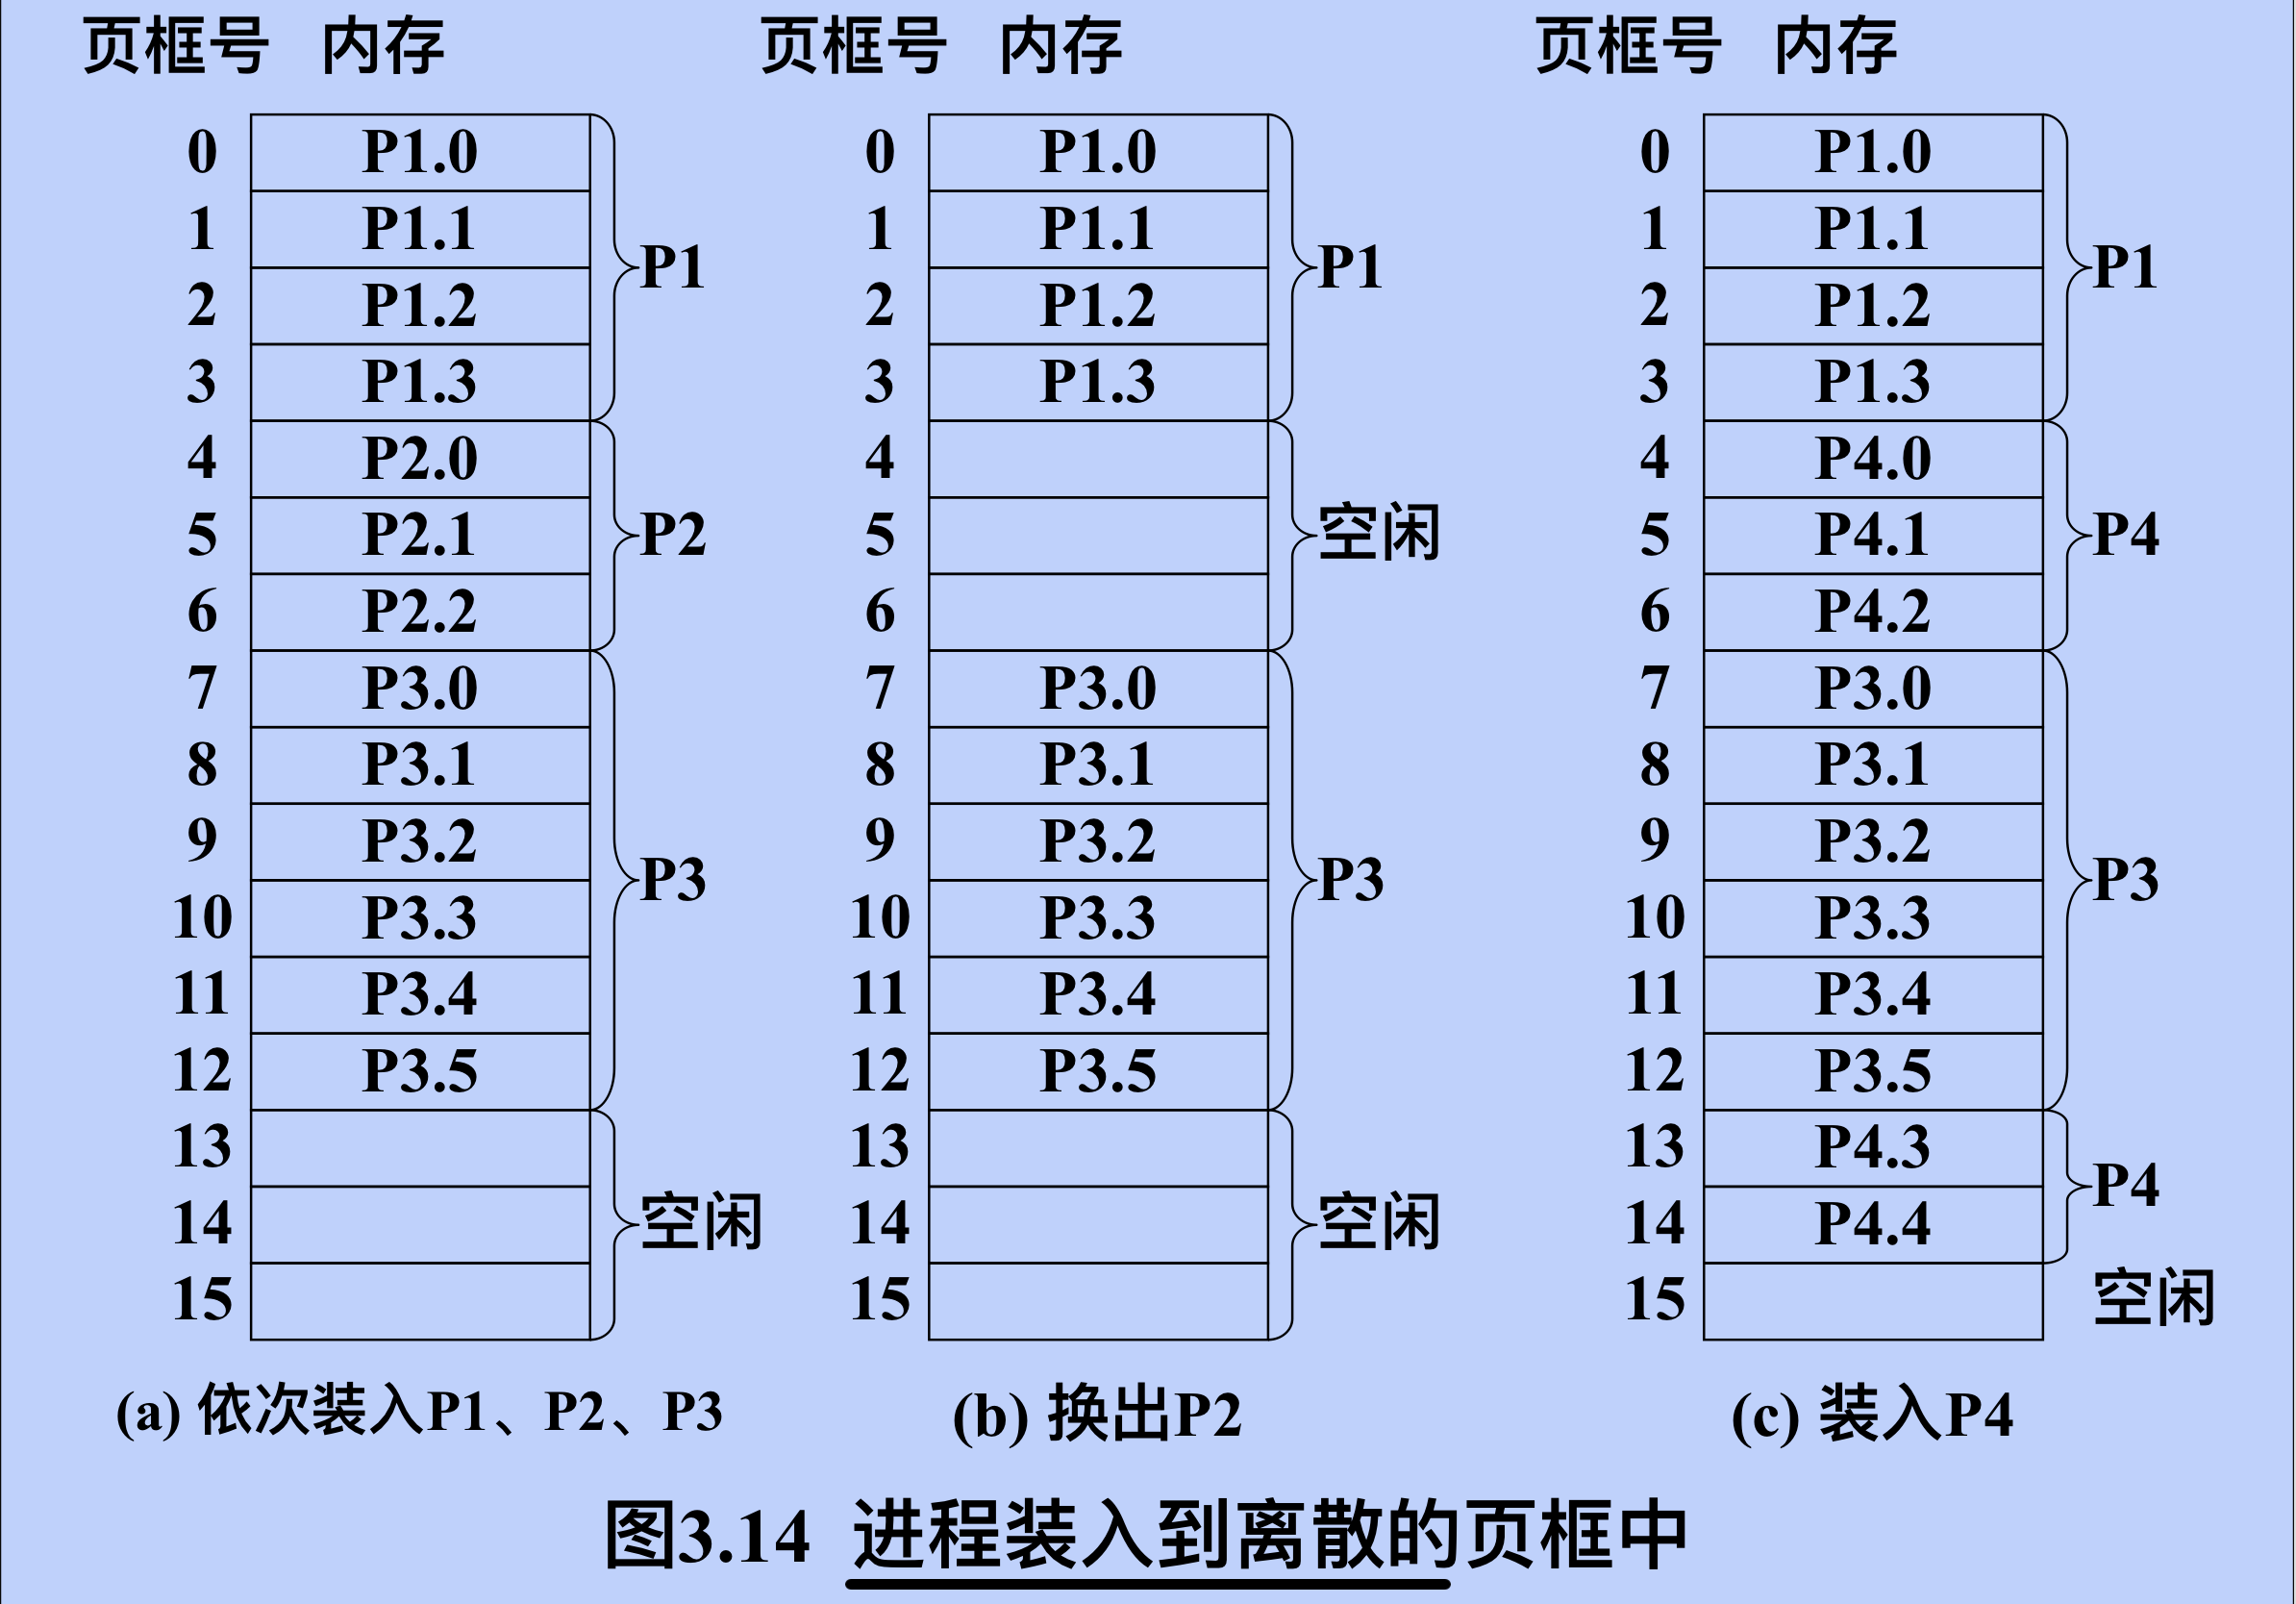 页框号 内存 页框号 内存 页框号 内存
0 P1.0 0 P1.0 0 P1.0
1 P1.1 1 P1.1 1 P1.1
P1 P1 P1
2 P1.2 2 P1.2 2 P1.2
3 P1.3 3 P1.3 3 P1.3
4 P2.0 4 4 P4.0
5 P2.1 P2 5 空闲 5 P4.1 P4
6 P2.2 6 6 P4.2
7 P3.0 7 P3.0 7 P3.0
8 P3.1 8 P3.1 8 P3.1
9 P3.2 9 P3.2 9 P3.2
P3 P3 P3
10 P3.3 10 P3.3 10 P3.3
11 P3.4 11 P3.4 11 P3.4
12 P3.5 12 P3.5 12 P3.5
13 13 13 P4.3
P4
14 空闲 14 空闲 14 P4.4
15 15 15 空闲
(a) 依次装入P1、P2、P3 (b) 换出P2 (c) 装入P4
图3.14 进程装入到离散的页框中